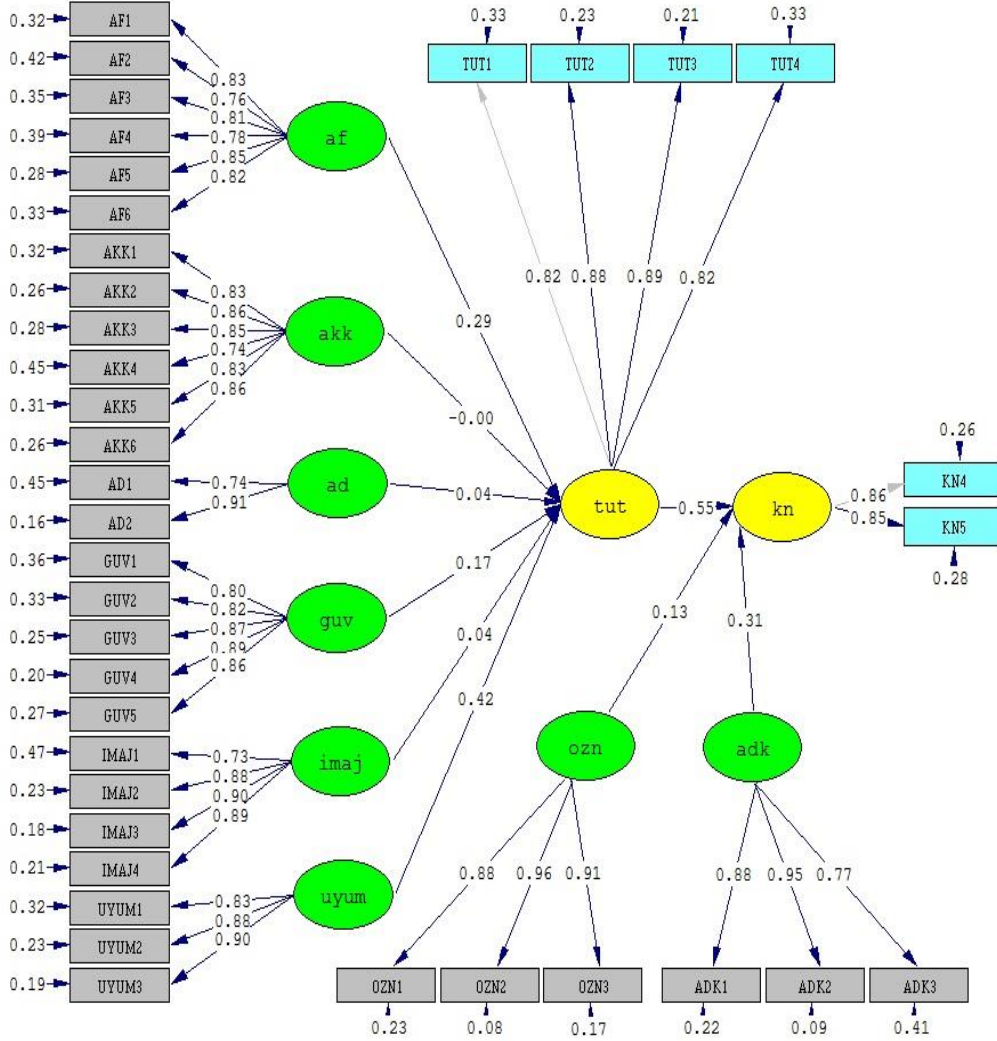 0.32 AF1
0.42 AF2
0.35 AF3
0.39 AF4
0.28 AF5
0.33 AF6
0.83
0.76
0.81
0.78
0.85
0.82
af
0.29
0.32 AKK1
0.26 AKK2
0.28 AKK3
0.45 AKK4
0.31 AKK5
0.26 AKK6
0.83
0.86
0.85
0.74
0.83
0.86
akk
-0.00
0.45 AD1
0.16 AD2
0.74
0.91
ad
0.04
0.36 GUV1
0.33 GUV2
0.25 GUV3
0.20 GUV4
0.27 GUV5
0.80
0.82
0.87
0.89
0.86
guv
0.17
0.47 IMAJ1
0.23 IMAJ2
0.18 IMAJ3
0.21 IMAJ4
0.73
0.88
0.90
0.89
imaj
0.04
0.32 UYUM1
0.23 UYUM2
0.19 UYUM3
0.83
0.88
0.90
uyum
0.42
0.33 0.23 0.21 0.33
TUT1 TUT2 TUT3 TUT4
0.82 0.88 0.89 0.82
tut 0.55 kn
0.26
KN4
0.86
0.85
KN5
0.28
0.13 0.31
ozn adk
0.88 0.96 0.91 0.88 0.95 0.77
OZN1 OZN2 OZN3 ADK1 ADK2 ADK3
0.23 0.08 0.17 0.22 0.09 0.41